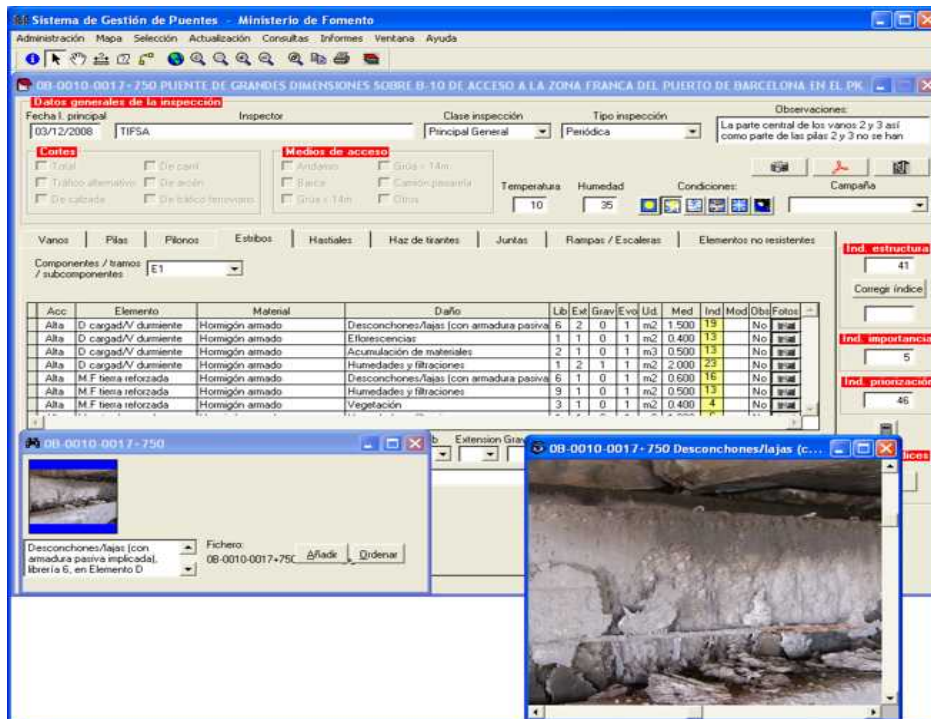 Sistema de Gestión de Puentes - Ministerio de Fomento
Administración Mapa Selección Actualización Consultas Informes Ventana Ayuda
0B-0010-0017+750 PUENTE DE GRANDES DIMENSIONES SOBRE B-10 DE ACCESO A LA ZONA FRANCA DEL PUERTO DE BARCELONA EN EL PK
Datos generales de la inspección
Fecha I. principal Inspector Clase inspección Tipo inspección Observaciones:
03/12/2008 TIFSA Principal General Periódica La parte central de los vanos 2 y 3 así
como parte de las pilas 2 y 3 no se han
Cortes Medios de acceso
Total De carril Andamio Grúa > 14m
Tráfico alternativo De arcén Barca Camión pasarela
De calzada De tráfico ferroviario Grúa < 14m Otros
Temperatura Humedad Condiciones: Campaña
10 35
Vanos Pilas Pilonos Estribos Hastiales Haz de tirantes Juntas Rampas / Escaleras Elementos no resistentes
Componentes / tramos
/ subcomponentes E1
Ind. estructura
41
Corregir índice
Ind. importancia
5
Ind. priorización
46
Acc Elemento Material Daño Lib Ext Grav Evo Ud. Med Ind Mod Obs Fotos
Alta D cargad/V durmiente Hormigón armado Desconchones/lajas (con armadura pasiva 6 2 0 1 m2 1.500 19 No
Alta D cargad/V durmiente Hormigón armado Eflorescencias 1 1 0 1 m2 0.400 13 No
Alta D cargad/V durmiente Hormigón armado Acumulación de materiales 2 1 0 1 m3 0.500 13 No
Alta D cargad/V durmiente Hormigón armado Humedades y filtraciones 1 2 1 1 m2 2.000 23 No
Alta M.F tierra reforzada Hormigón armado Desconchones/lajas (con armadura pasiva 6 1 0 1 m2 0.600 16 No
Alta M.F tierra reforzada Hormigón armado Humedades y filtraciones 9 1 0 1 m2 0.500 13 No
Alta M.F tierra reforzada Hormigón armado Vegetación 3 1 0 1 m2 0.400 4 No
b Extension Grav
dices
0B-0010-0017+750
Desconchones/lajas (con
armadura pasiva implicada),
librería 6, en Elemento D
Fichero:
0B-0010-0017+750
Añadir Ordenar
0B-0010-0017+750 Desconchones/lajas (c...